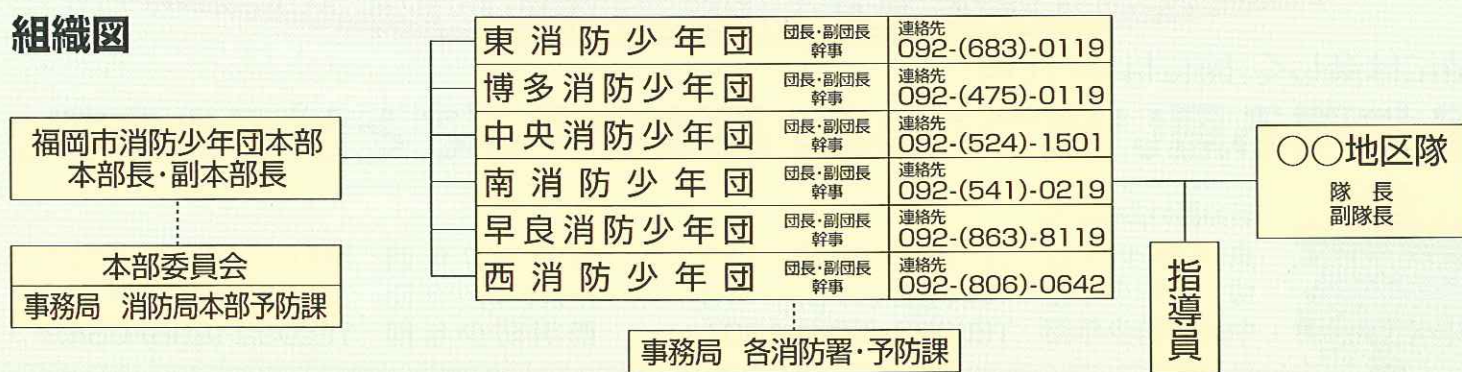 組織図
福岡市消防少年団本部
本部長・副本部長
本部委員会
事務局 消防局本部予防課
東消防少年団 団長・副団長 幹事 連絡先 092-(683)-0119
博多消防少年団 団長・副団長 幹事 連絡先 092-(475)-0119
中央消防少年団 団長・副団長 幹事 連絡先 092-(524)-1501
南消防少年団 団長・副団長 幹事 連絡先 092-(541)-0219
早良消防少年団 団長・副団長 幹事 連絡先 092-(863)-8119
西消防少年団 団長・副団長 幹事 連絡先 092-(806)-0642
事務局 各消防署・予防課
指導員
○○地区隊
隊 長
副隊長